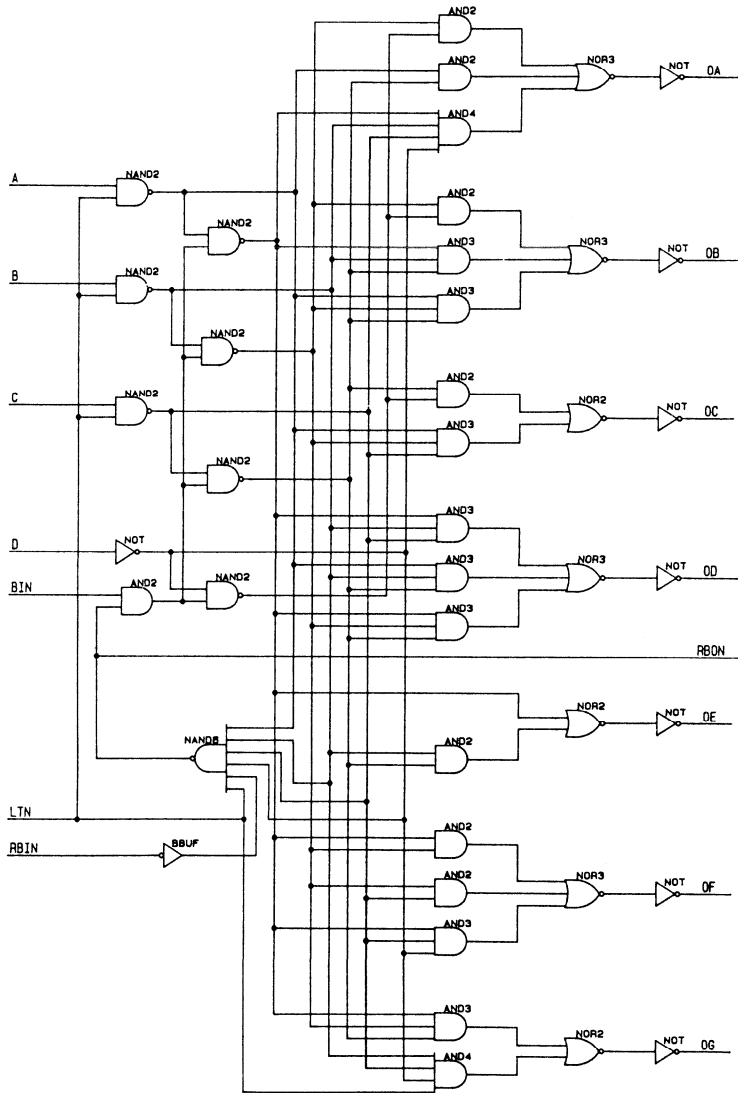 AND2
NOR3
NOT
OA
AND2
AND4
A
NAND2
NAND2
AND2
NOR3
NOT
OB
AND3
B
NAND2
AND3
NAND2
C
NAND2
AND2
NOR2
NOT
OC
AND3
NAND2
AND3
D
NOT
NOR3
NOT
OD
AND3
BIN
AND2
NAND2
AND3
RBON
NOR2
NOT
OE
NAND6
AND2
LTN
RBIN
BBUF
AND2
NOR3
NOT
OF
AND2
AND3
AND3
NOR2
NOT
OG
AND4